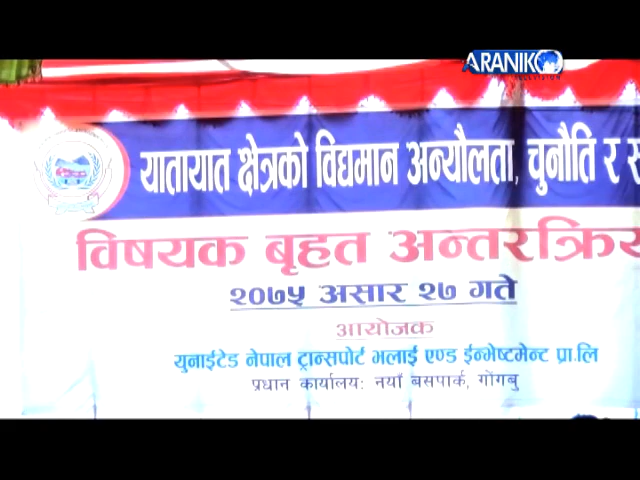 ARANIKO
TELEVISION
यातायात क्षेत्रको विद्यमान अन्यौलता, चुनौति र
विषयक बृहत अन्तरक्रि
२०७५ असार २७ गते
आयोजक
युनाईटेड नेपाल ट्रान्सपोर्ट भलाई एण्ड ईन्भेष्टमेन्ट प्रा.लि
प्रधान कार्यालय: नयाँ बसपार्क, गोंगबु